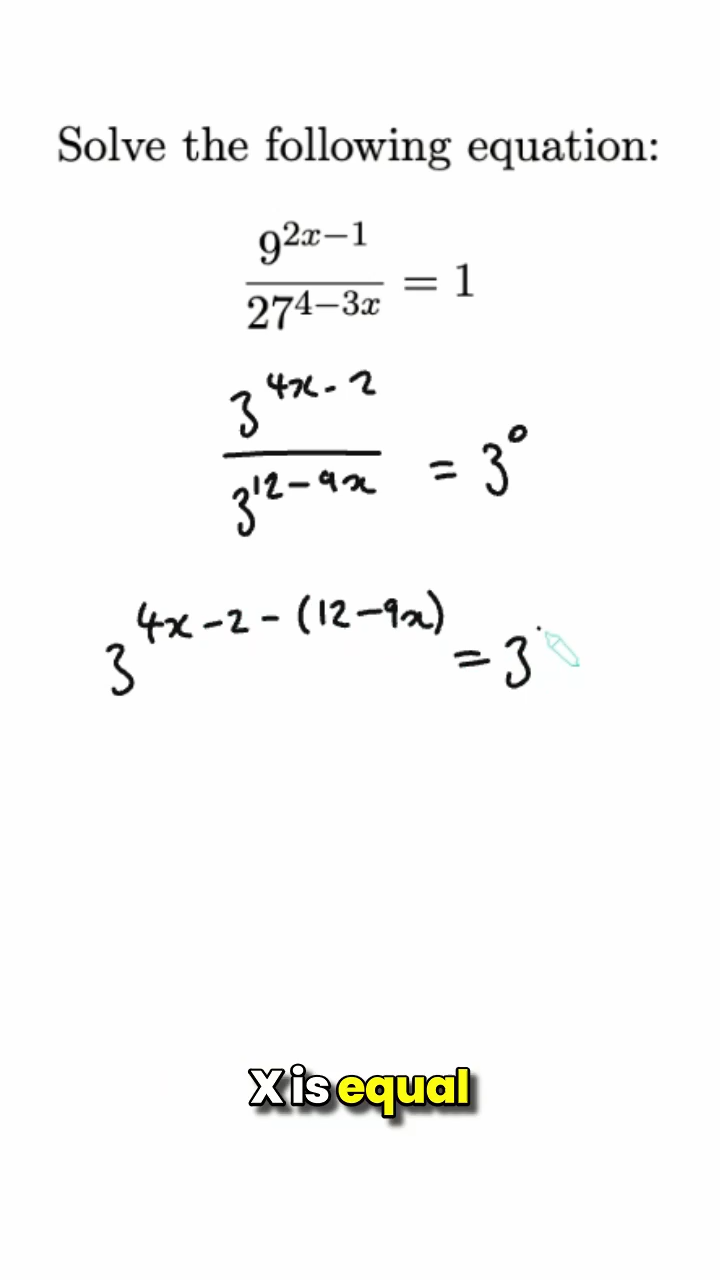 Solve the following equation:
9^{2x-1}
27^{4-3x}
= 1
3^{4x-2}
3^{12-9x}
= 3^{0}
3^{4x-2-(12-9x)} = 3
X is equal